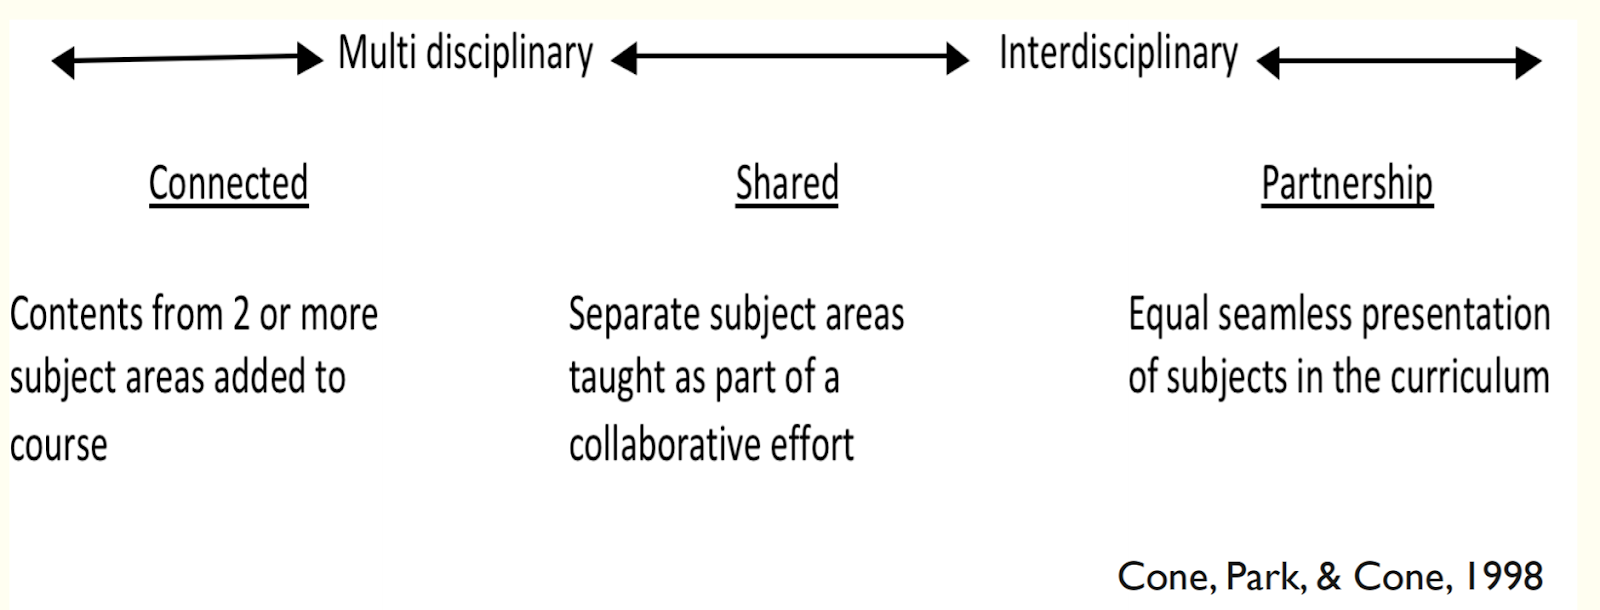 Multi disciplinary Interdisciplinary
Connected Shared Partnership
Contents from 2 or more
subject areas added to
course
Separate subject areas
taught as part of a
collaborative effort
Equal seamless presentation
of subjects in the curriculum
Cone, Park, & Cone, 1998